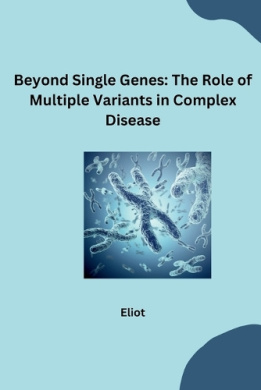 Beyond Single Genes: The Role of
Multiple Variants in Complex
Disease
Eliot